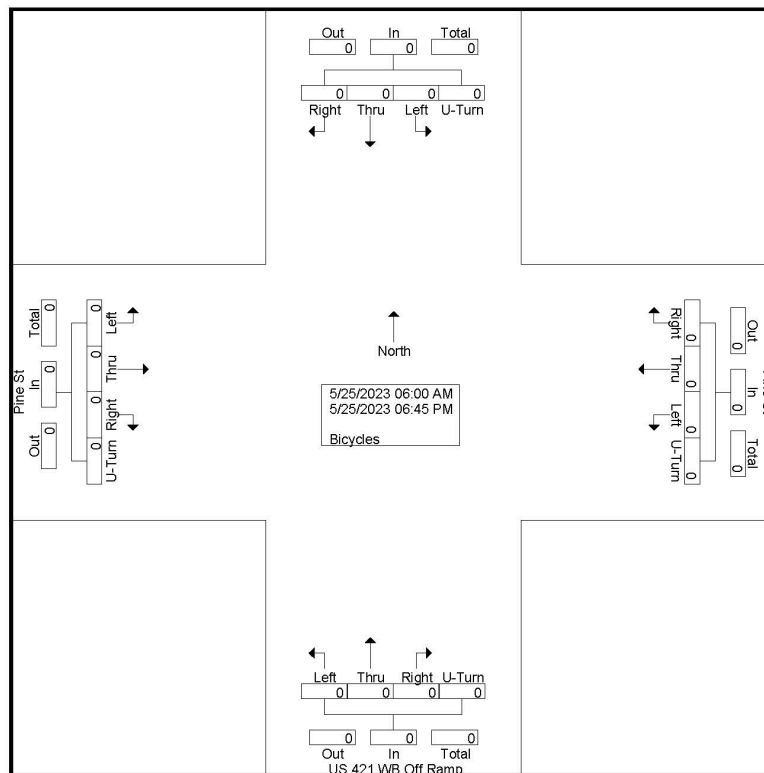 Out In Total
0 0 0
0 0 0 0
Right Thru Left U-Turn
Pine St
Total In Out
0 0 0
0 0 0 0
Left Thru Right U-Turn
North
5/25/2023 06:00 AM
5/25/2023 06:45 PM
Bicycles
Right Thru Left U-Turn
0 0 0 0
0 0 0
Out In Total
Left Thru Right U-Turn
0 0 0 0
0 0 0
Out In Total
US 421 WB Off Ramp